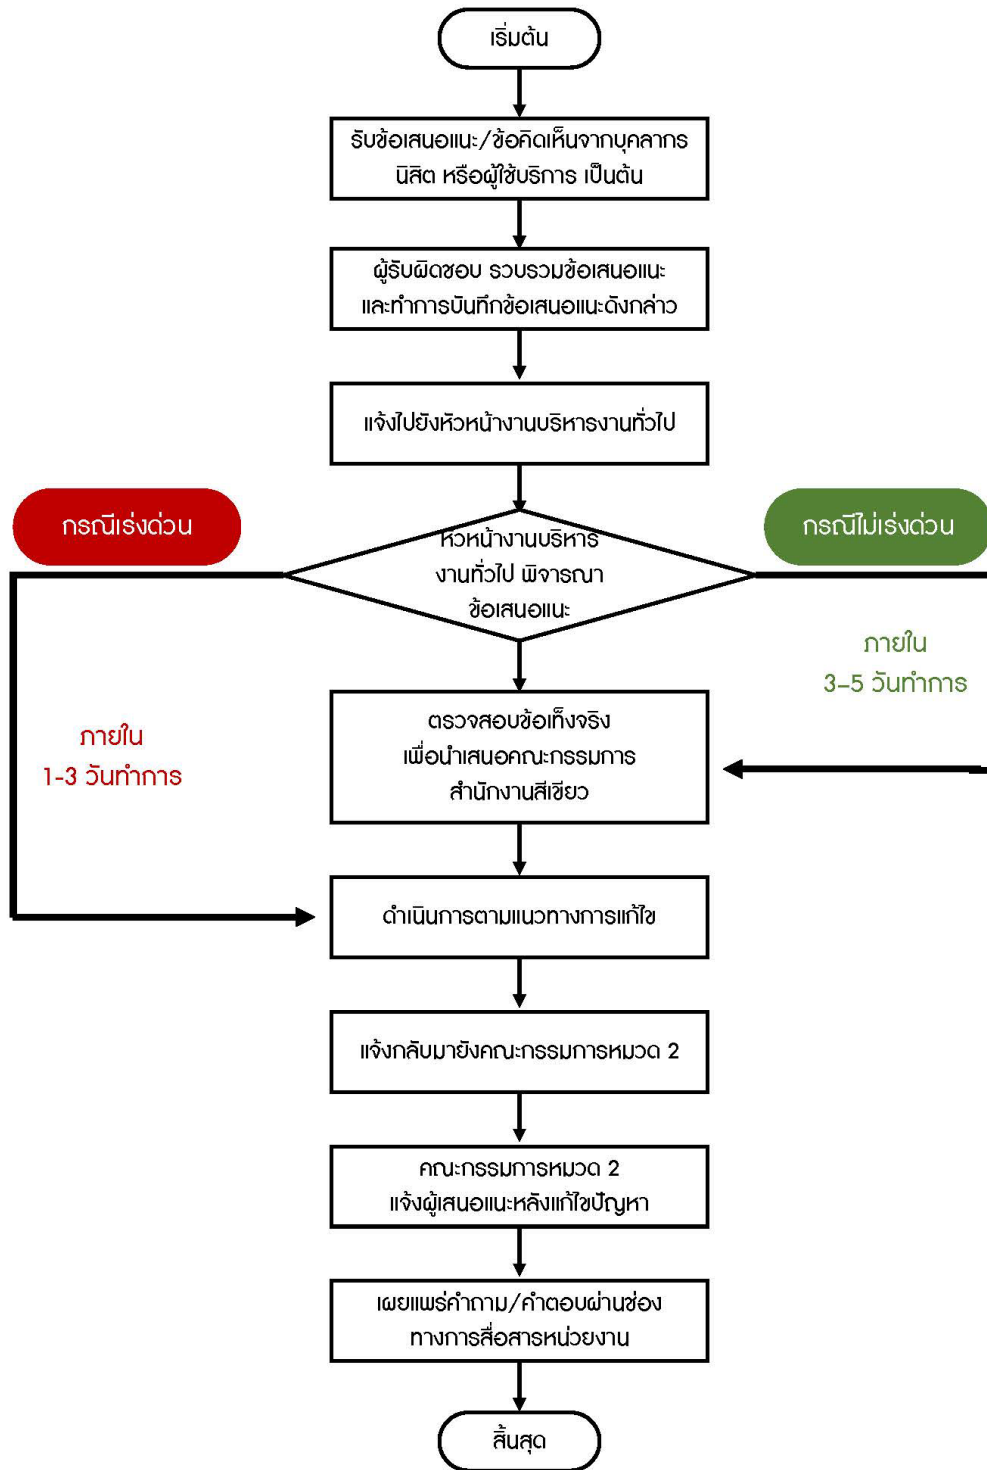 เริ่มต้น
รับข้อเสนอแนะ/ข้อคิดเห็นจากบุคลากร
นิสิต หรือผู้ใช้บริการ เป็นต้น
ผู้รับผิดชอบ รวบรวมข้อเสนอแนะ
และทำการบันทึกข้อเสนอแนะดังกล่าว
แจ้งไปยังหัวหน้างานบริหารงานทั่วไป
กรณีเร่งด่วน
กรณีไม่เร่งด่วน
หัวหน้างานบริหาร
งานทั่วไป พิจารณา
ข้อเสนอแนะ
ภายใน
3-5 วันทำการ
ภายใน
1-3 วันทำการ
ตรวจสอบข้อเท็จจริง
เพื่อนำเสนอคณะกรรมการ
สำนักงานสีเขียว
ดำเนินการตามแนวทางการแก้ไข
แจ้งกลับมายังคณะกรรมการหมวด 2
คณะกรรมการหมวด 2
แจ้งผู้เสนอแนะหลังแก้ไขปัญหา
เผยแพร่คำถาม/คำตอบผ่านช่อง
ทางการสื่อสารหน่วยงาน
สิ้นสุด